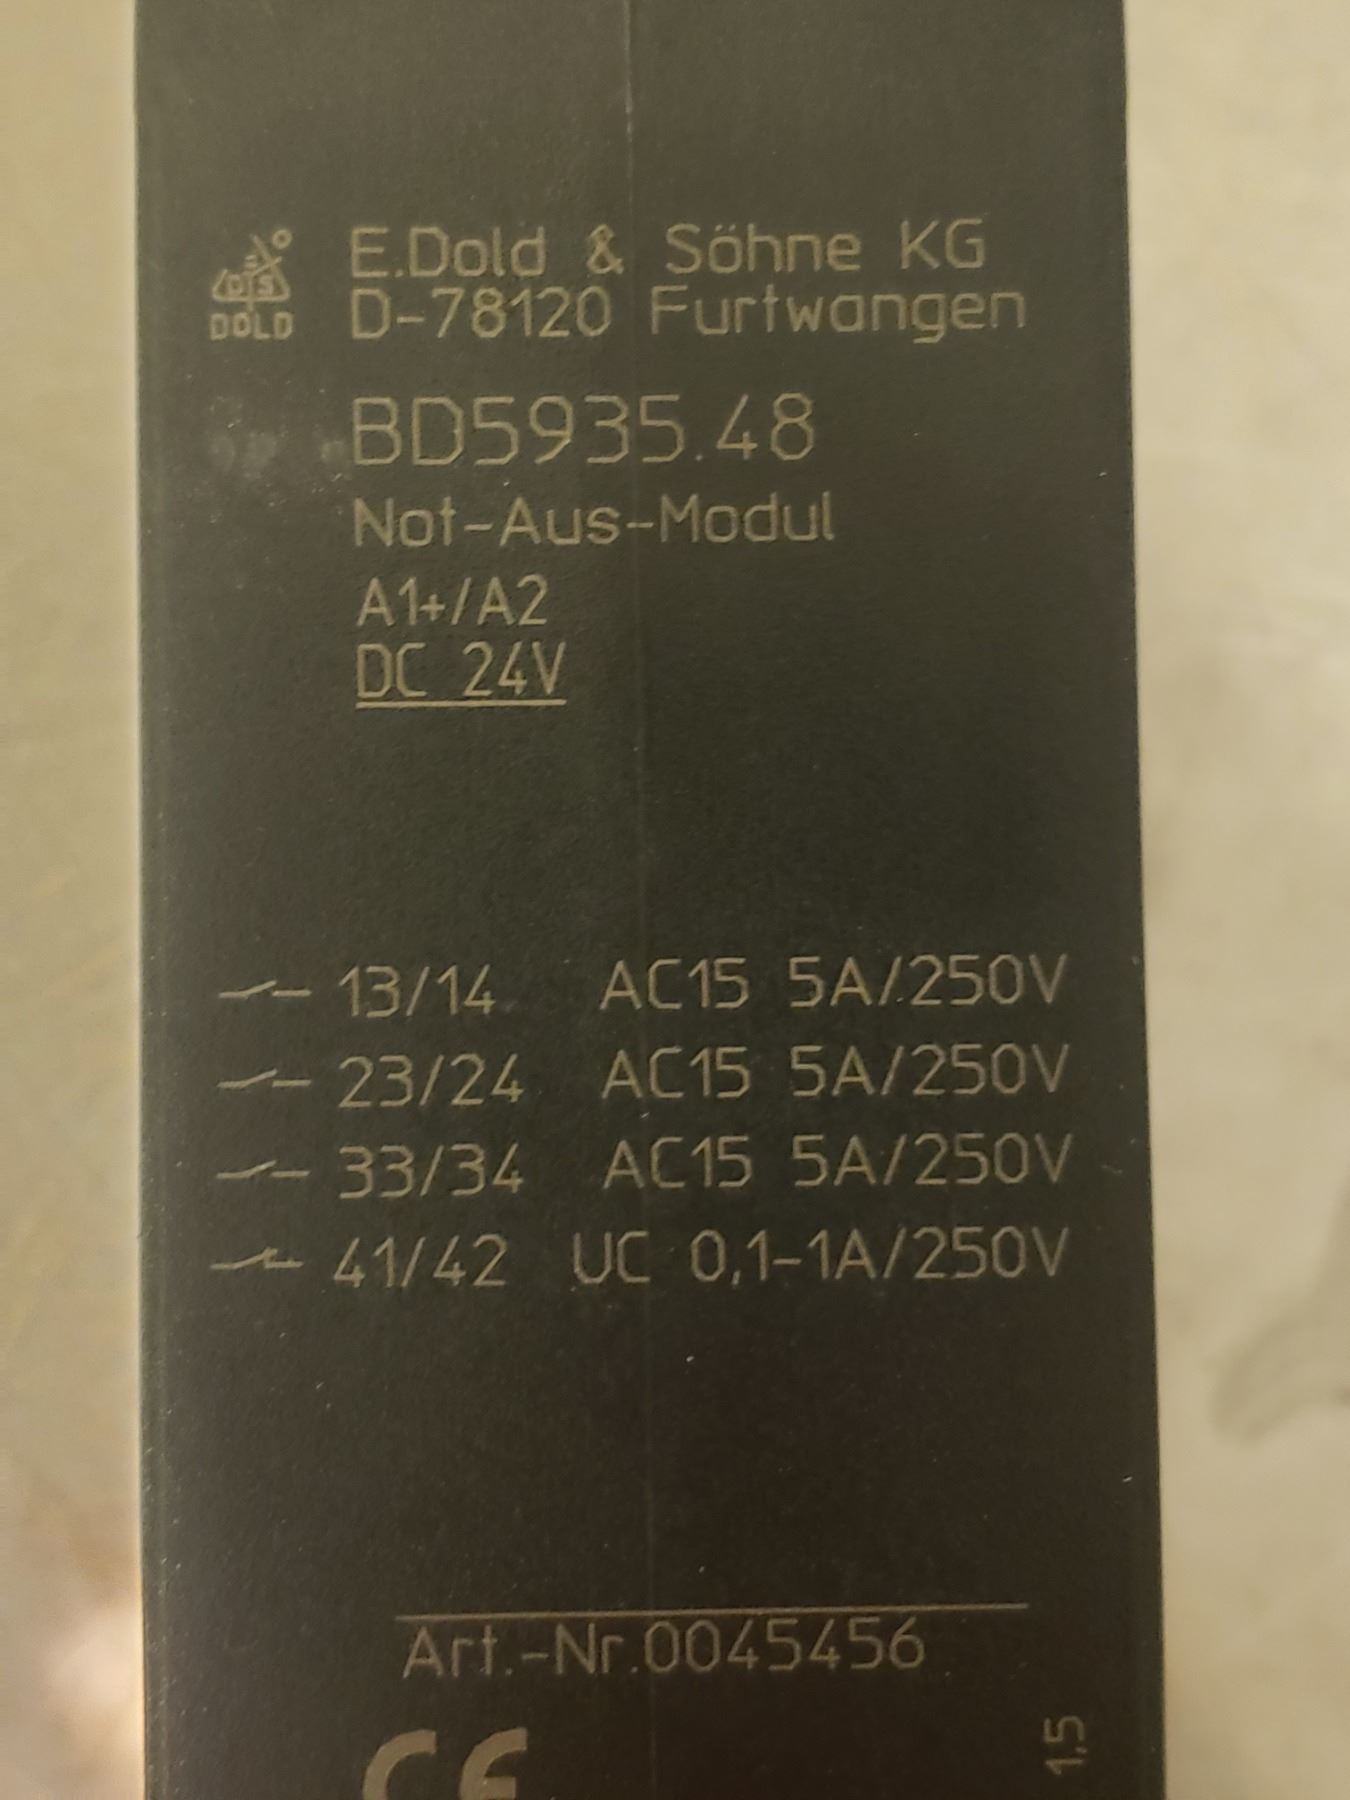 E.Dold & Söhne KG
DS
DOLD
D-78120 Furtwangen
BD5935.48
Not-Aus-Modul
A1+/A2
DC 24V
13/14 AC15 5A/250V
23/24 AC15 5A/250V
33/34 AC15 5A/250V
41/42 UC 0,1-1A/250V
Art.-Nr.0045456
CE
1,5